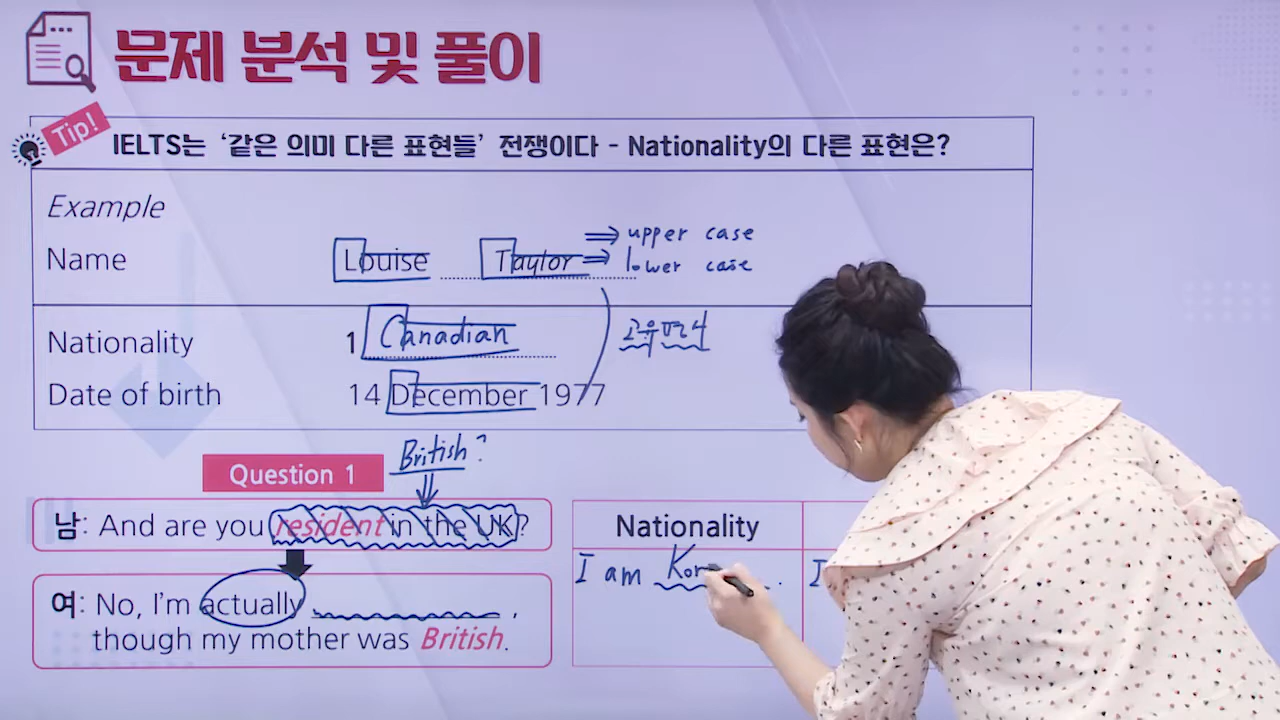 문제 분석 및 풀이
Tip!
IELTS는 ‘같은 의미 다른 표현들’ 전쟁이다 - Nationality의 다른 표현은?
Example
Name Louise Taylor ⇒ upper case
⇒ lower case
Nationality 1 Canadian 고유명사
Date of birth 14 December 1977
British?
Question 1
남: And are you resident in the UK?
여: No, I'm actually ,
though my mother was British.
Nationality
I am Kor .
I